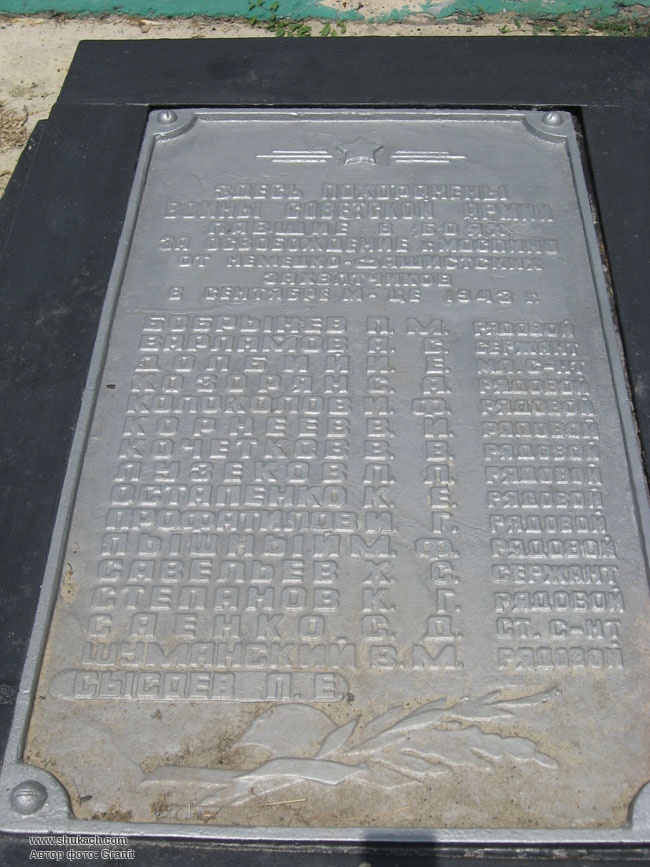 ЗДЕСЬ ПОХОРОНЕНЫ
ВОИНЫ СОВЕТСКОЙ АРМИИ
ПАВШИЕ В БОЯХ
ЗА ОСВОБОЖДЕНИЕ
ОТ НЕМЕЦКО-ФАШИСТСКИХ
ЗАХВАТЧИКОВ
В СЕНТЯБРЕ М-ЦЕ 1943 г.
БОБРЫШЕВ П. М. РЯДОВОЙ
ВАРЛАМОВ А. С. СЕРЖАНТ
ДОЛБИЙ И. Е. МЛ. С-НТ
КОЗОРЯН С. А. РЯДОВОЙ
КОЛОКОЛОВ И. Ф. РЯДОВОЙ
КОРНЕЕВ В. И. РЯДОВОЙ
КОЧЕТКОВ В. В. РЯДОВОЙ
ЛУЗЕКОВ П. П. РЯДОВОЙ
ОСТАПЕНКО К. Е. РЯДОВОЙ
И. Г. РЯДОВОЙ
ПЫШНЫЙ М. Ф. РЯДОВОЙ
САВЕЛЬЕВ Х. С. СЕРЖАНТ
СТЕПАНОВ К. Г. РЯДОВОЙ
САЕНКО С. Д. СТ. С-НТ
ШУМАНСКИЙ В. М. РЯДОВОЙ
СЫСОЕВ П. Е.
www.shukach.com
Автор фото: Granit